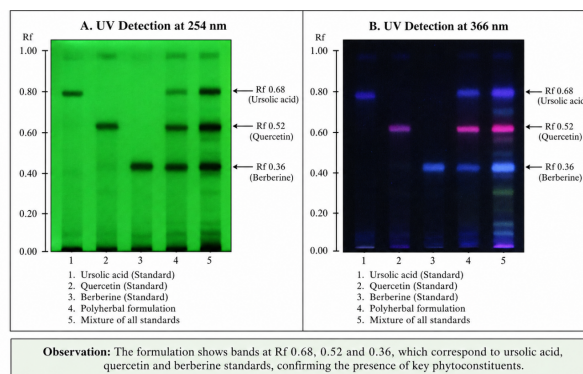 A. UV Detection at 254 nm
Rf
1.00
0.80
0.60
0.40
0.20
0.00
Rf 0.68
(Ursolic acid)
Rf 0.52
(Quercetin)
Rf 0.36
(Berberine)
1 2 3 4 5
1. Ursolic acid (Standard)
2. Quercetin (Standard)
3. Berberine (Standard)
4. Polyherbal formulation
5. Mixture of all standards
B. UV Detection at 366 nm
Rf
1.00
0.80
0.60
0.40
0.20
0.00
Rf 0.68
(Ursolic acid
Rf 0.52
(Quercetin)
Rf 0.36
(Berberine)
1 2 3 4 5
1. Ursolic acid (Standard)
2. Quercetin (Standard)
3. Berberine (Standard)
4. Polyherbal formulation
5. Mixture of all standards
Observation: The formulation shows bands at Rf 0.68, 0.52 and 0.36, which correspond to ursolic acid,
quercetin and berberine standards, confirming the presence of key phytoconstituents.